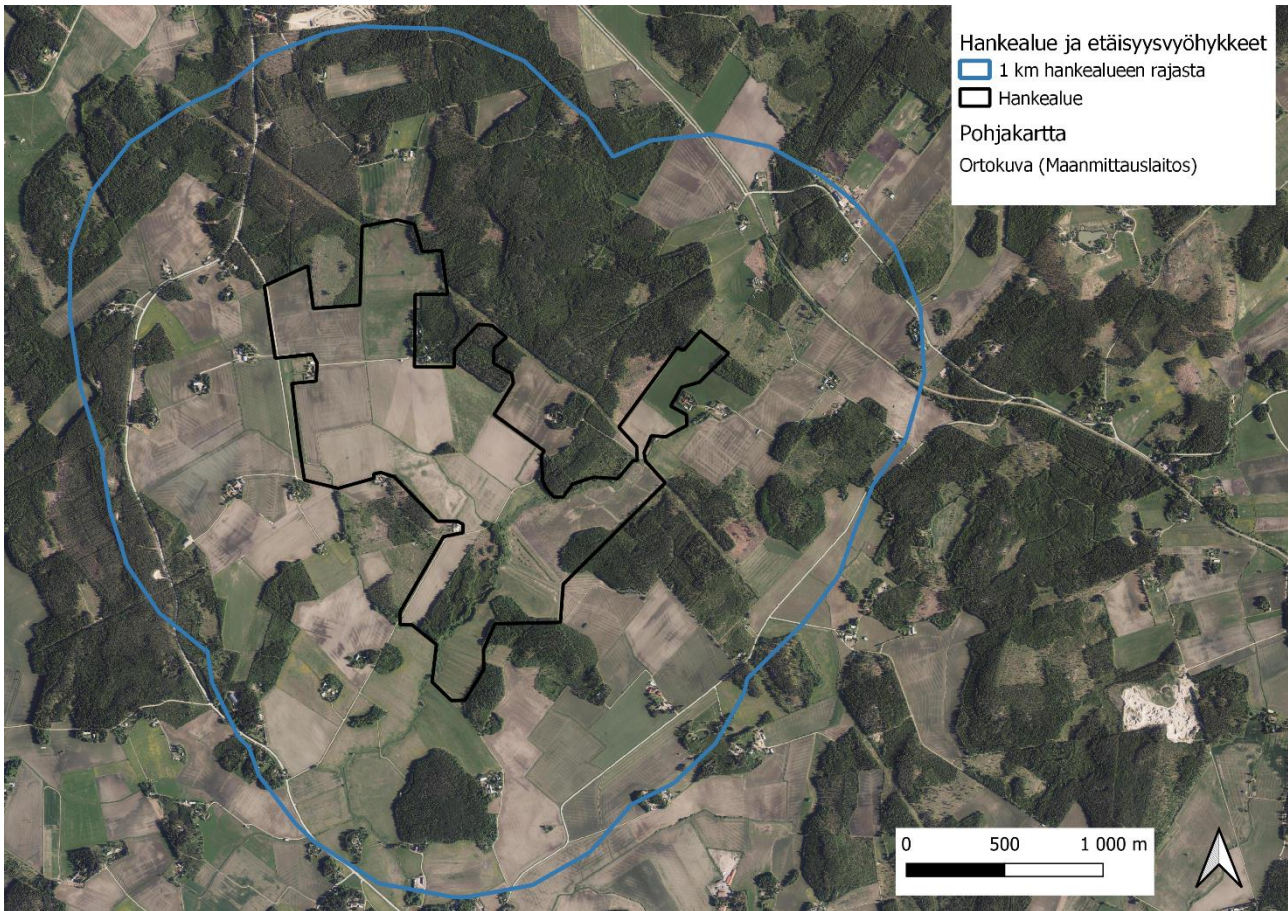 Hankealue ja etäisyysvyöhykkeet
1 km hankealueen rajasta
Hankealue
Pohjakartta
Ortokuva (Maanmittauslaitos)
0 500 1 000 m